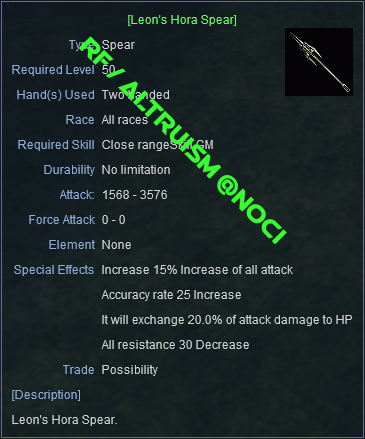 [Leon's Hora Spear]
Type Spear
Required Level 50
Hand(s) Used Two handed
Race All races
Required Skill Close range Skill GM
Durability No limitation
Attack: 1568 - 3576
Force Attack 0 - 0
Element None
Special Effects Increase 15% Increase of all attack
Accuracy rate 25 Increase
It will exchange 20.0% of attack damage to HP
All resistance 30 Decrease
Trade Possibility
[Description]
Leon's Hora Spear.
RF/ ALTRUISM @NOCI